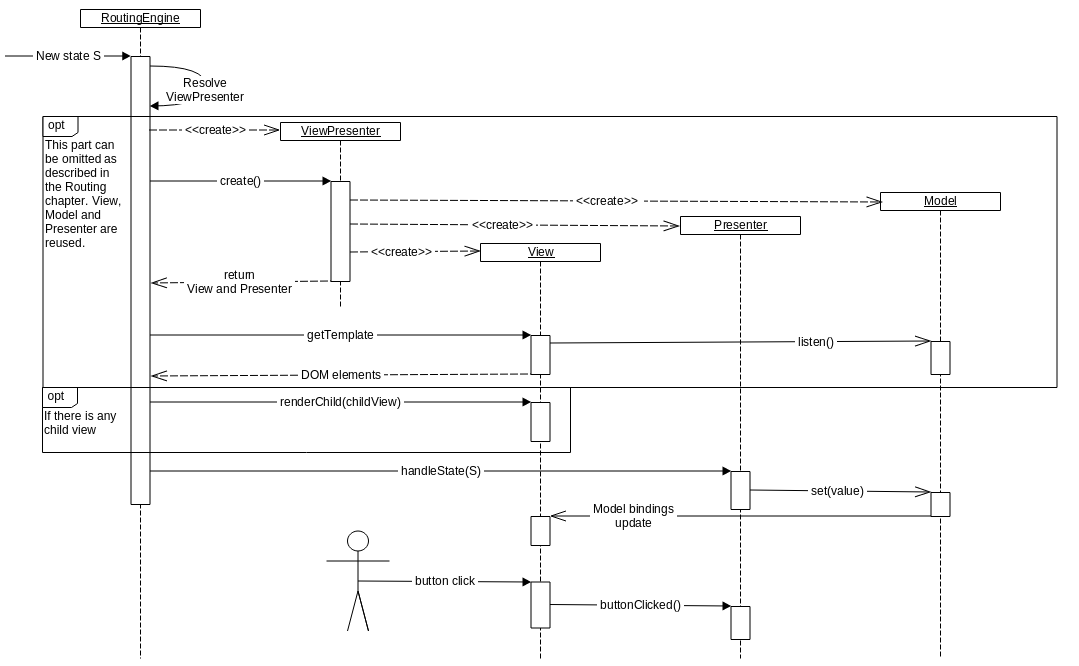 RoutingEngine
New state S
Resolve
ViewPresenter
opt
<<create>>
ViewPresenter
This part can
be omitted as
described in
the Routing
chapter. View,
Model and
Presenter are
reused.
create()
<<create>>
Model
<<create>>
Presenter
<<create>>
View
return
View and Presenter
getTemplate
listen()
DOM elements
opt
renderChild(childView)
If there is any
child view
handleState(S)
set(value)
Model bindings
update
button click
buttonClicked()